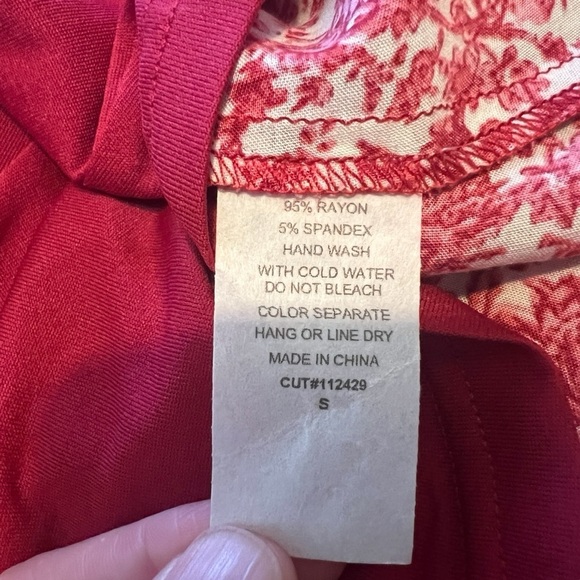 95% RAYON
5% SPANDEX
HAND WASH
WITH COLD WATER
DO NOT BLEACH
COLOR SEPARATE
HANG OR LINE DRY
MADE IN CHINA
CUT#112429
S